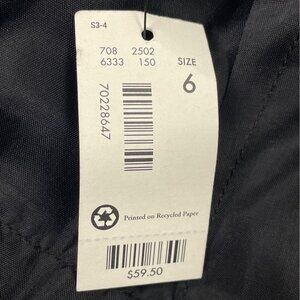 S3-4
708 2502
6333 150
SIZE
6
70228647
Printed on Recycled Paper
$59.50